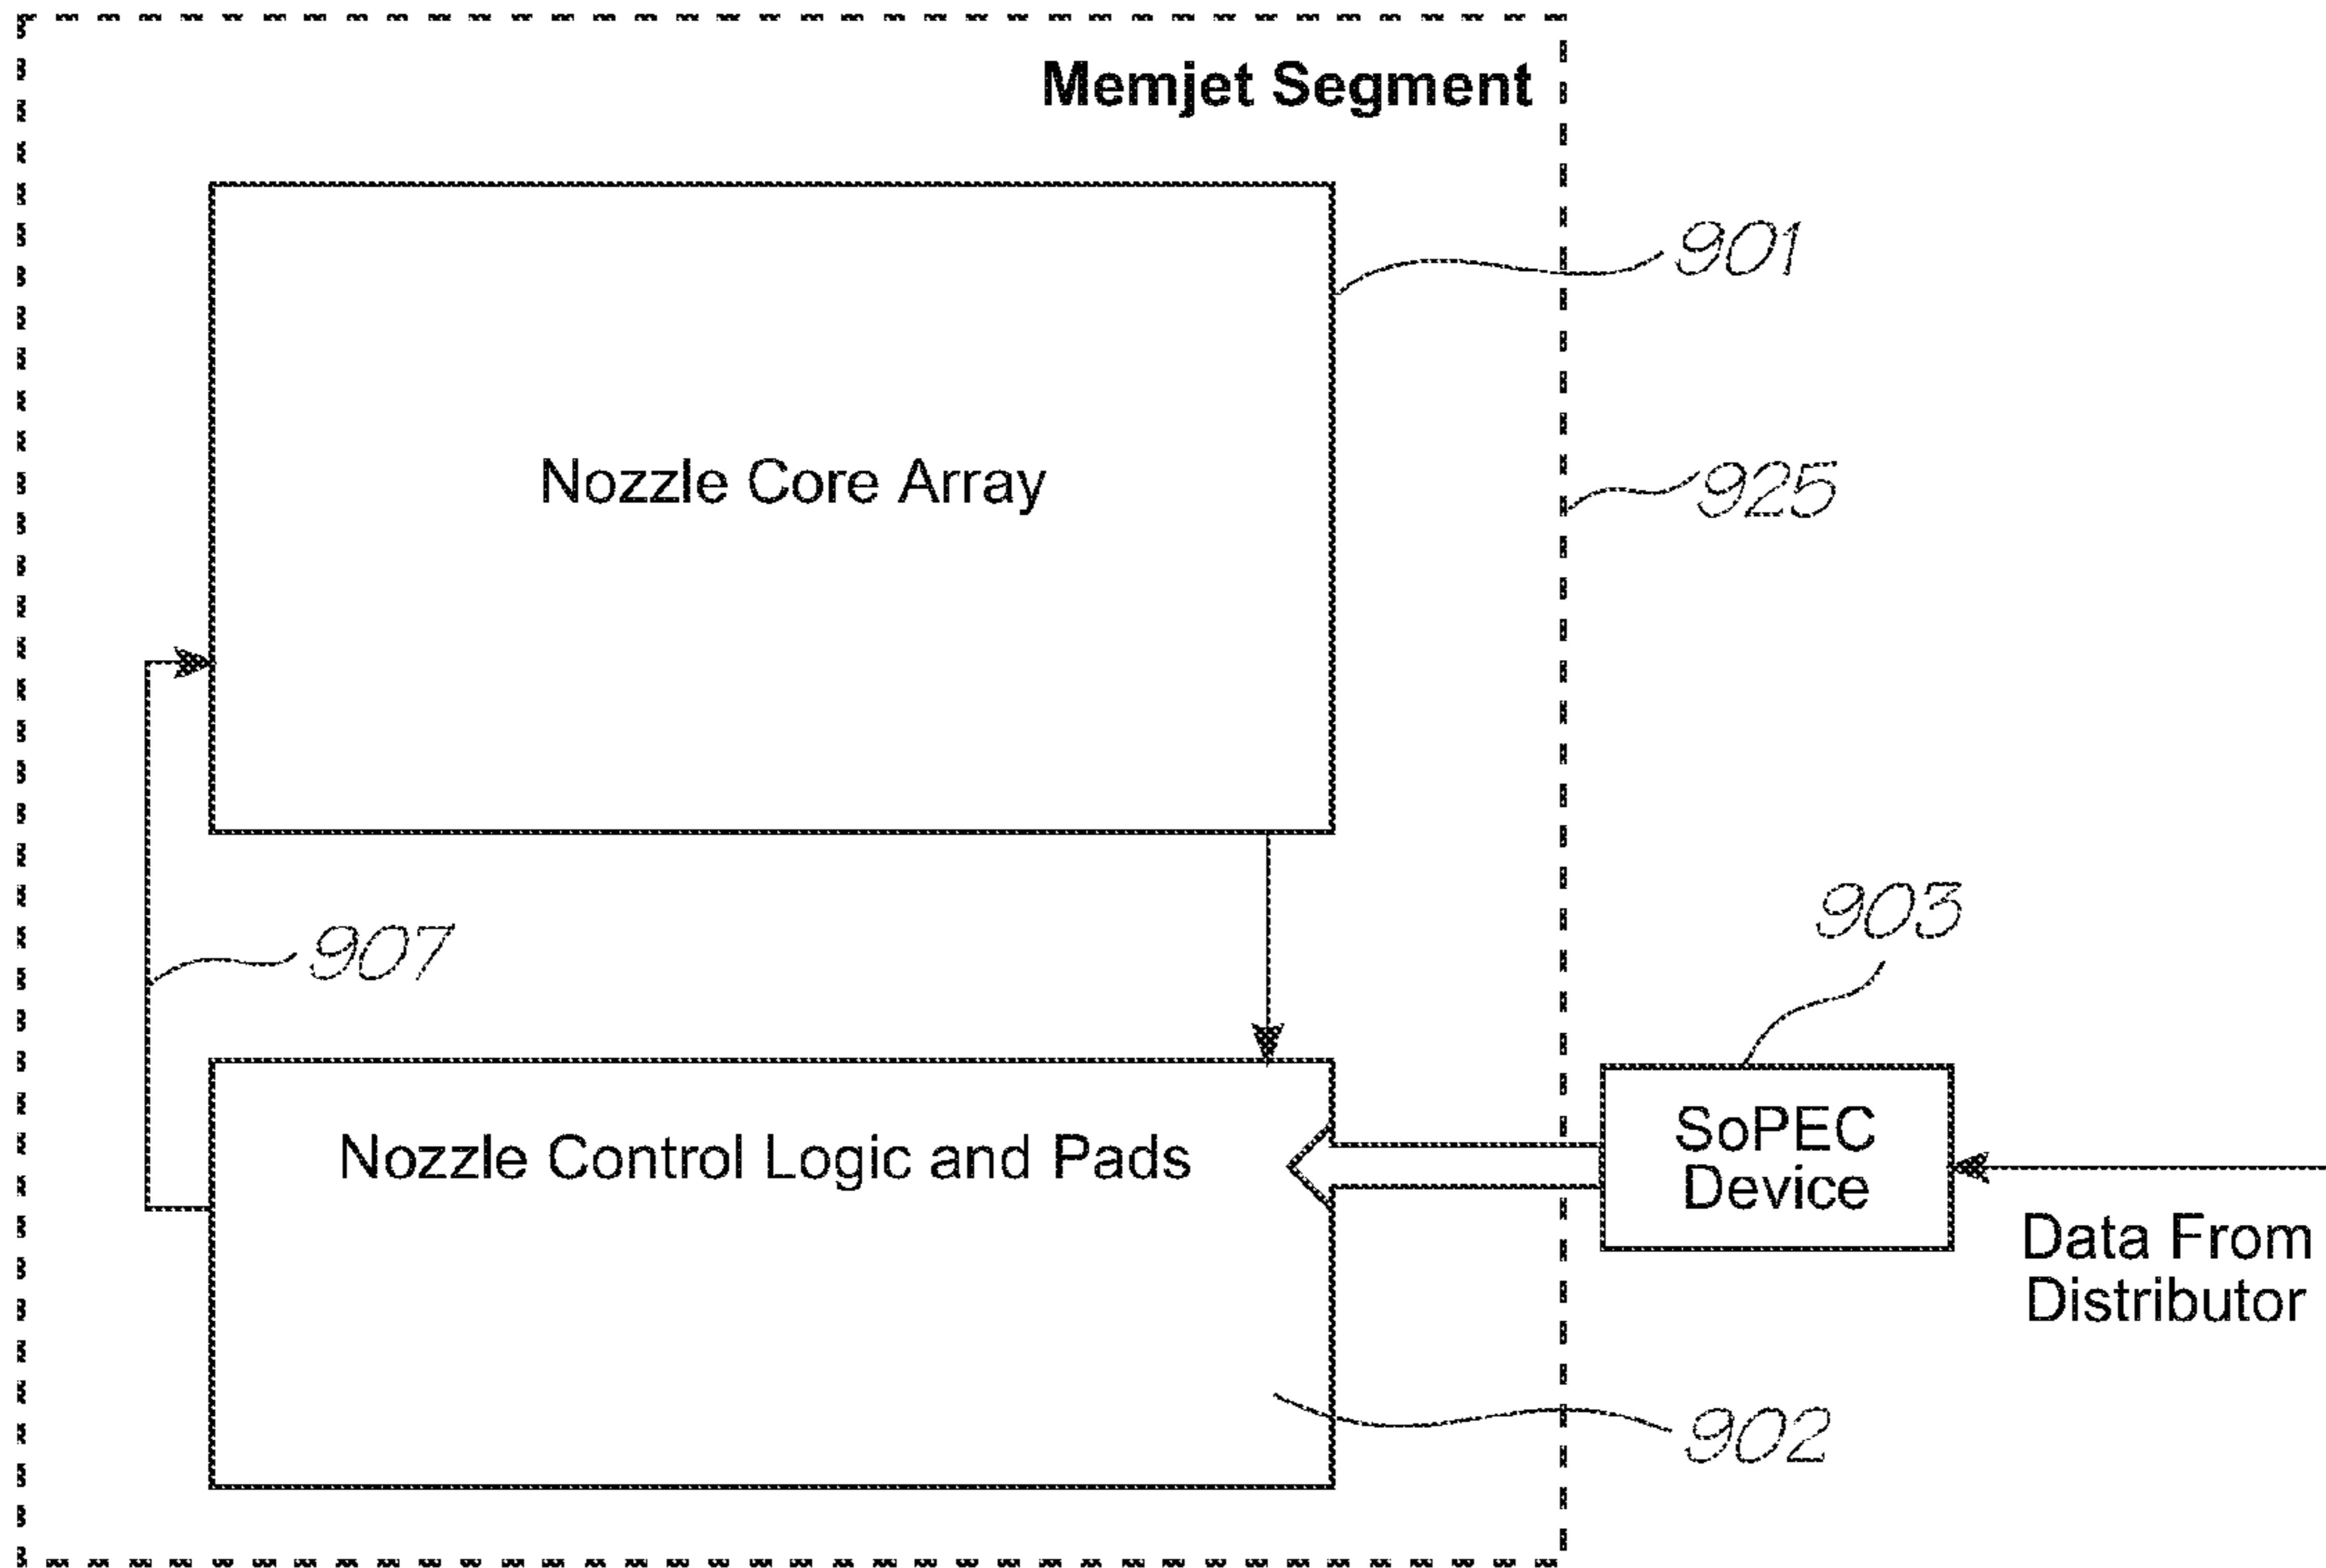 Memjet Segment
901
Nozzle Core Array
925
903
907
Nozzle Control Logic and Pads
SoPEC
Device
Data From
Distributor
902